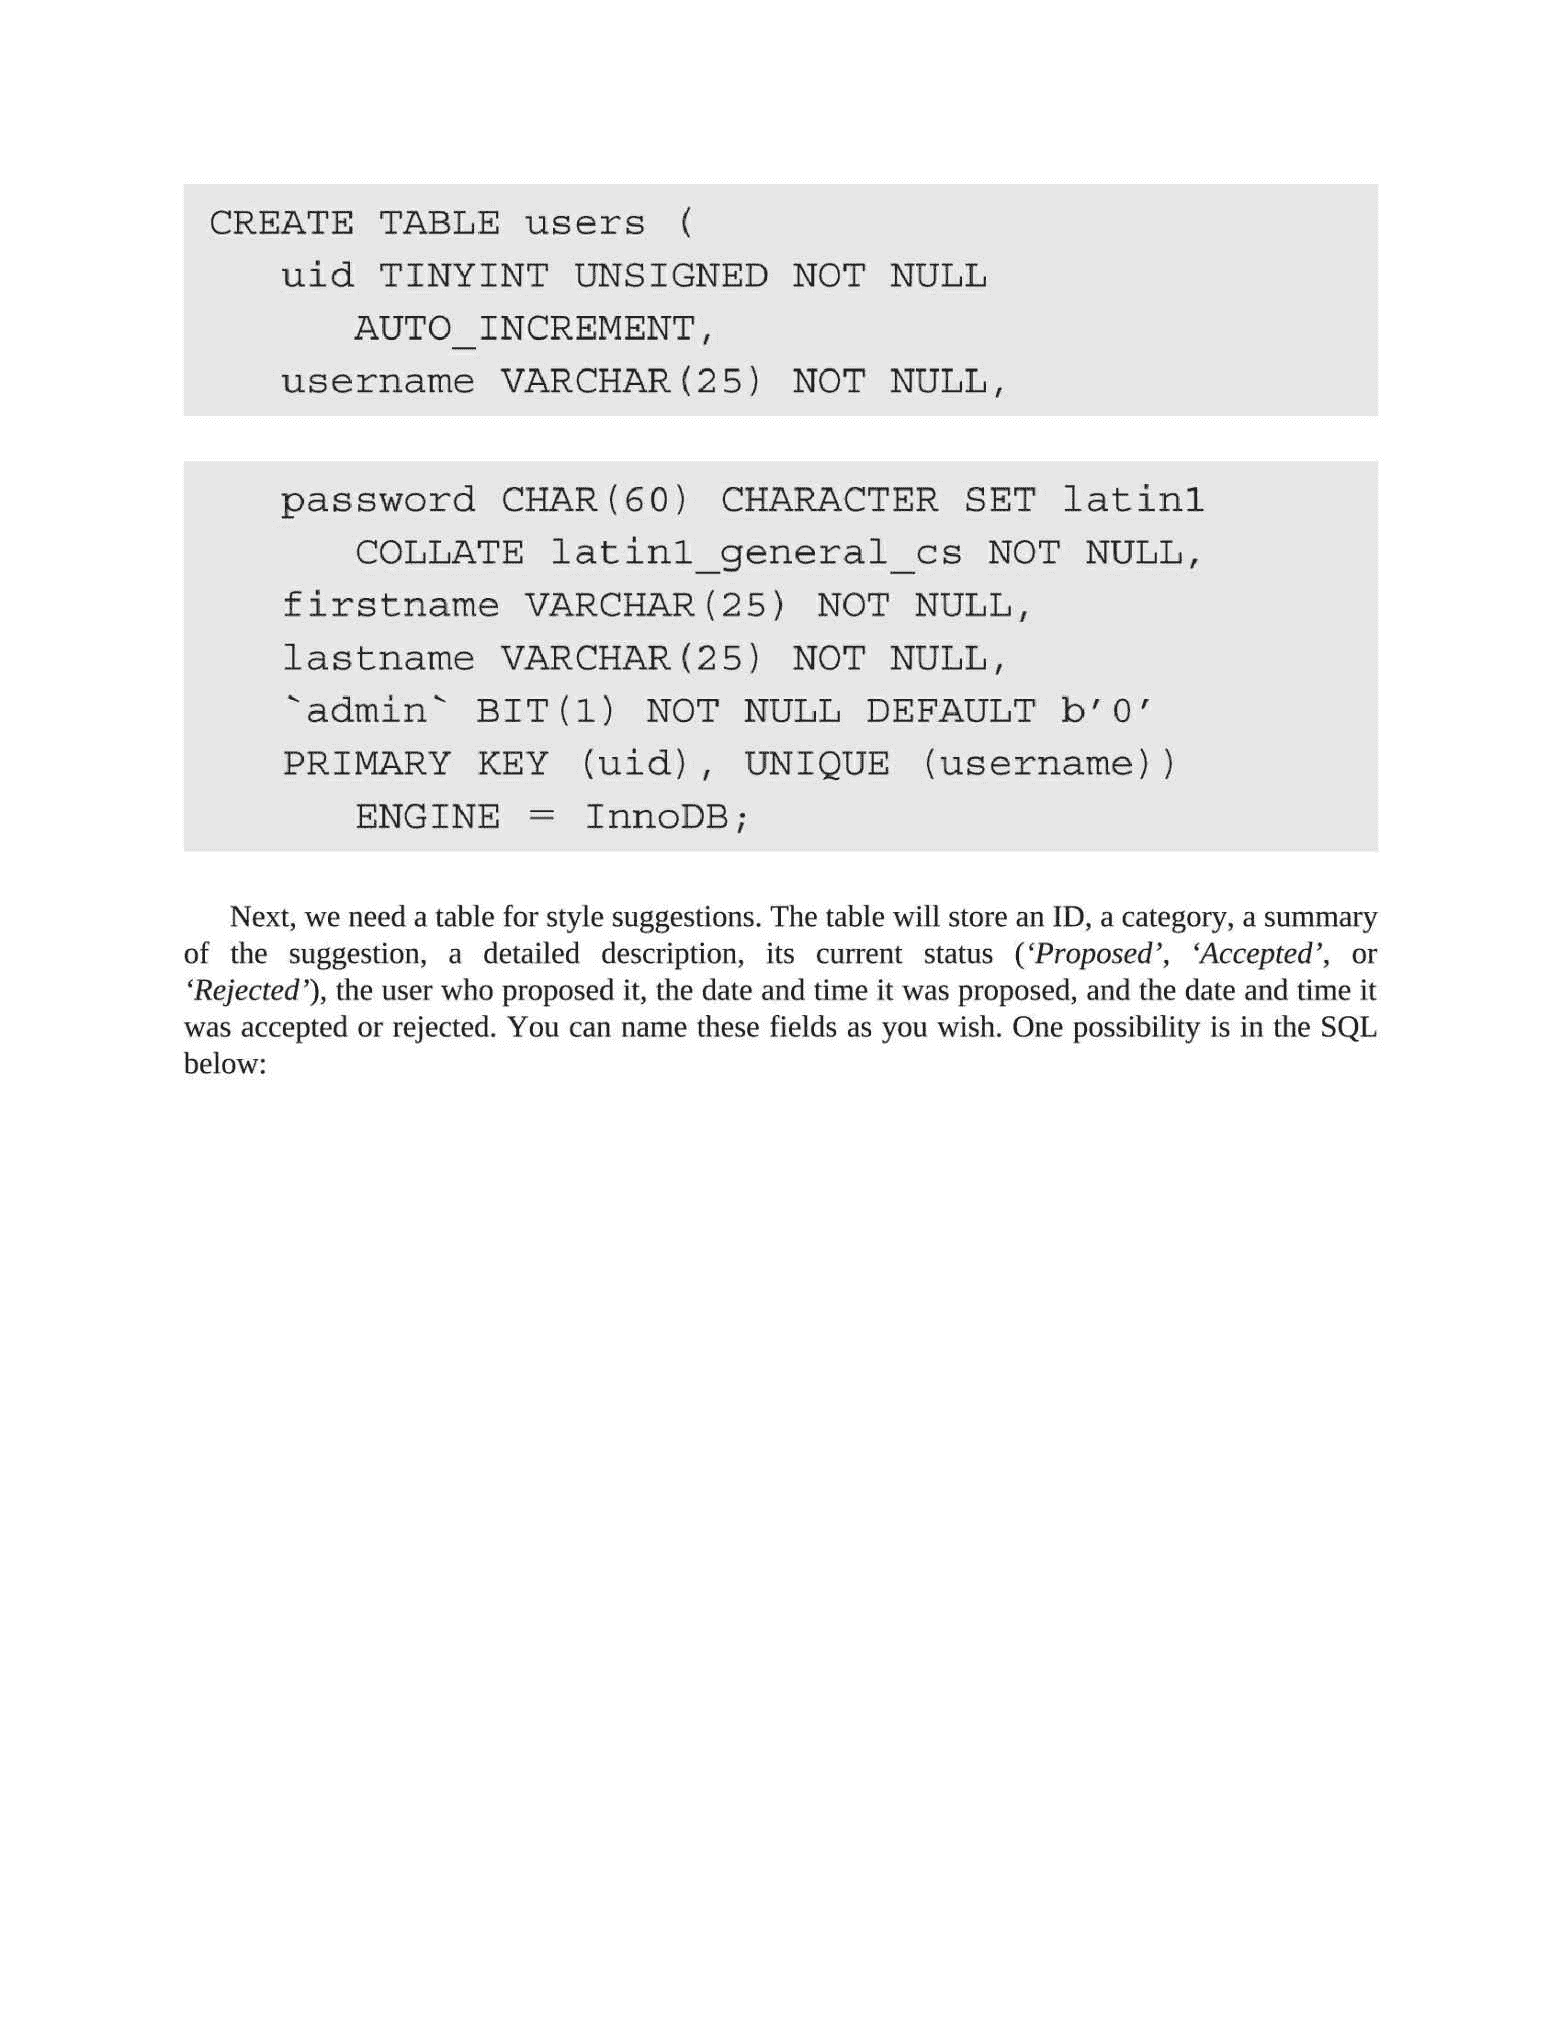 CREATE TABLE users (
uid TINYINT UNSIGNED NOT NULL
AUTO_INCREMENT,
username VARCHAR(25) NOT NULL,
password CHAR(60) CHARACTER SET latin1
COLLATE latin1_general_cs NOT NULL,
firstname VARCHAR(25) NOT NULL,
lastname VARCHAR(25) NOT NULL,
`admin` BIT(1) NOT NULL DEFAULT b′0′
PRIMARY KEY (uid), UNIQUE (username))
ENGINE = InnoDB;
Next, we need a table for style suggestions. The table will store an ID, a category, a summary
of the suggestion, a detailed description, its current status (‘Proposed’, ‘Accepted’, or
‘Rejected’), the user who proposed it, the date and time it was proposed, and the date and time it
was accepted or rejected. You can name these fields as you wish. One possibility is in the SQL
below: